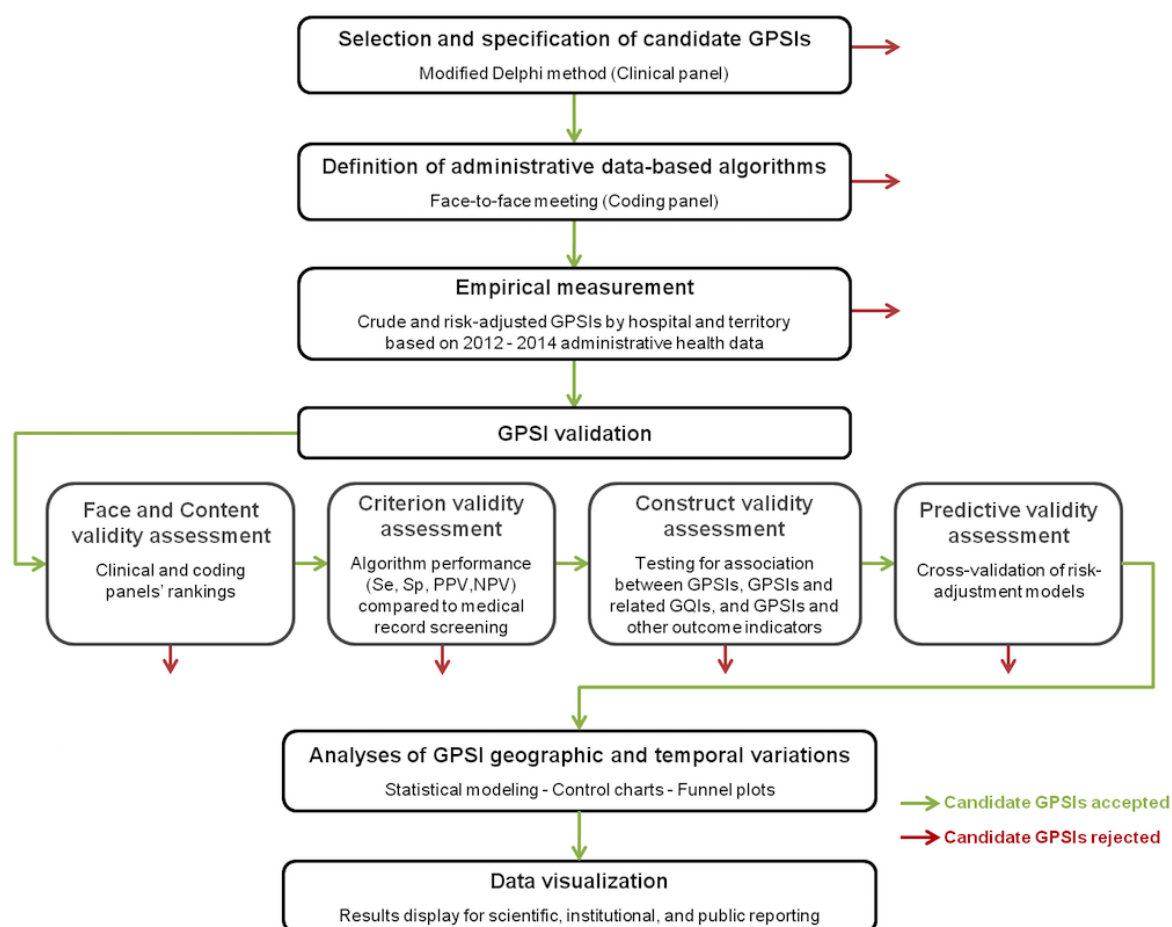 Selection and specification of candidate GPSIs
Modified Delphi method (Clinical panel)
Definition of administrative data-based algorithms
Face-to-face meeting (Coding panel)
Empirical measurement
Crude and risk-adjusted GPSIs by hospital and territory
based on 2012 - 2014 administrative health data
GPSI validation
Face and Content
validity assessment
Clinical and coding
panels' rankings
Criterion validity
assessment
Algorithm performance
(Se, Sp, PPV,NPV)
compared to medical
record screening
Construct validity
assessment
Testing for association
between GPSIs, GPSIs and
related GQIs, and GPSIs and
other outcome indicators
Predictive validity
assessment
Cross-validation of risk-
adjustment models
Analyses of GPSI geographic and temporal variations
Statistical modeling - Control charts - Funnel plots
Candidate GPSIs accepted
Candidate GPSIs rejected
Data visualization
Results display for scientific, institutional, and public reporting